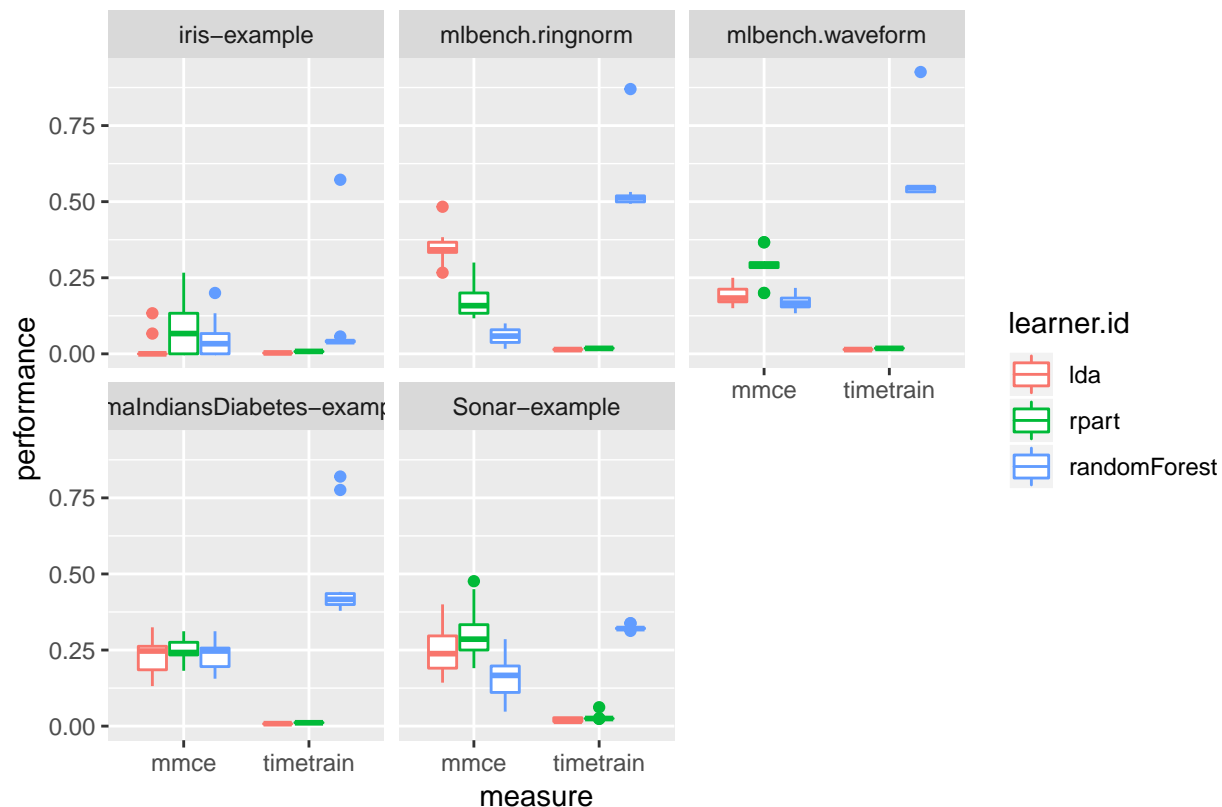 iris−example
mlbench.ringnorm
mlbench.waveform
0.75
0.50
0.25
0.00
mmce
timetrain
maIndiansDiabetes−examp
Sonar−example
0.75
0.50
0.25
0.00
mmce
timetrain
mmce
timetrain
measure
performance
learner.id
lda
rpart
randomForest